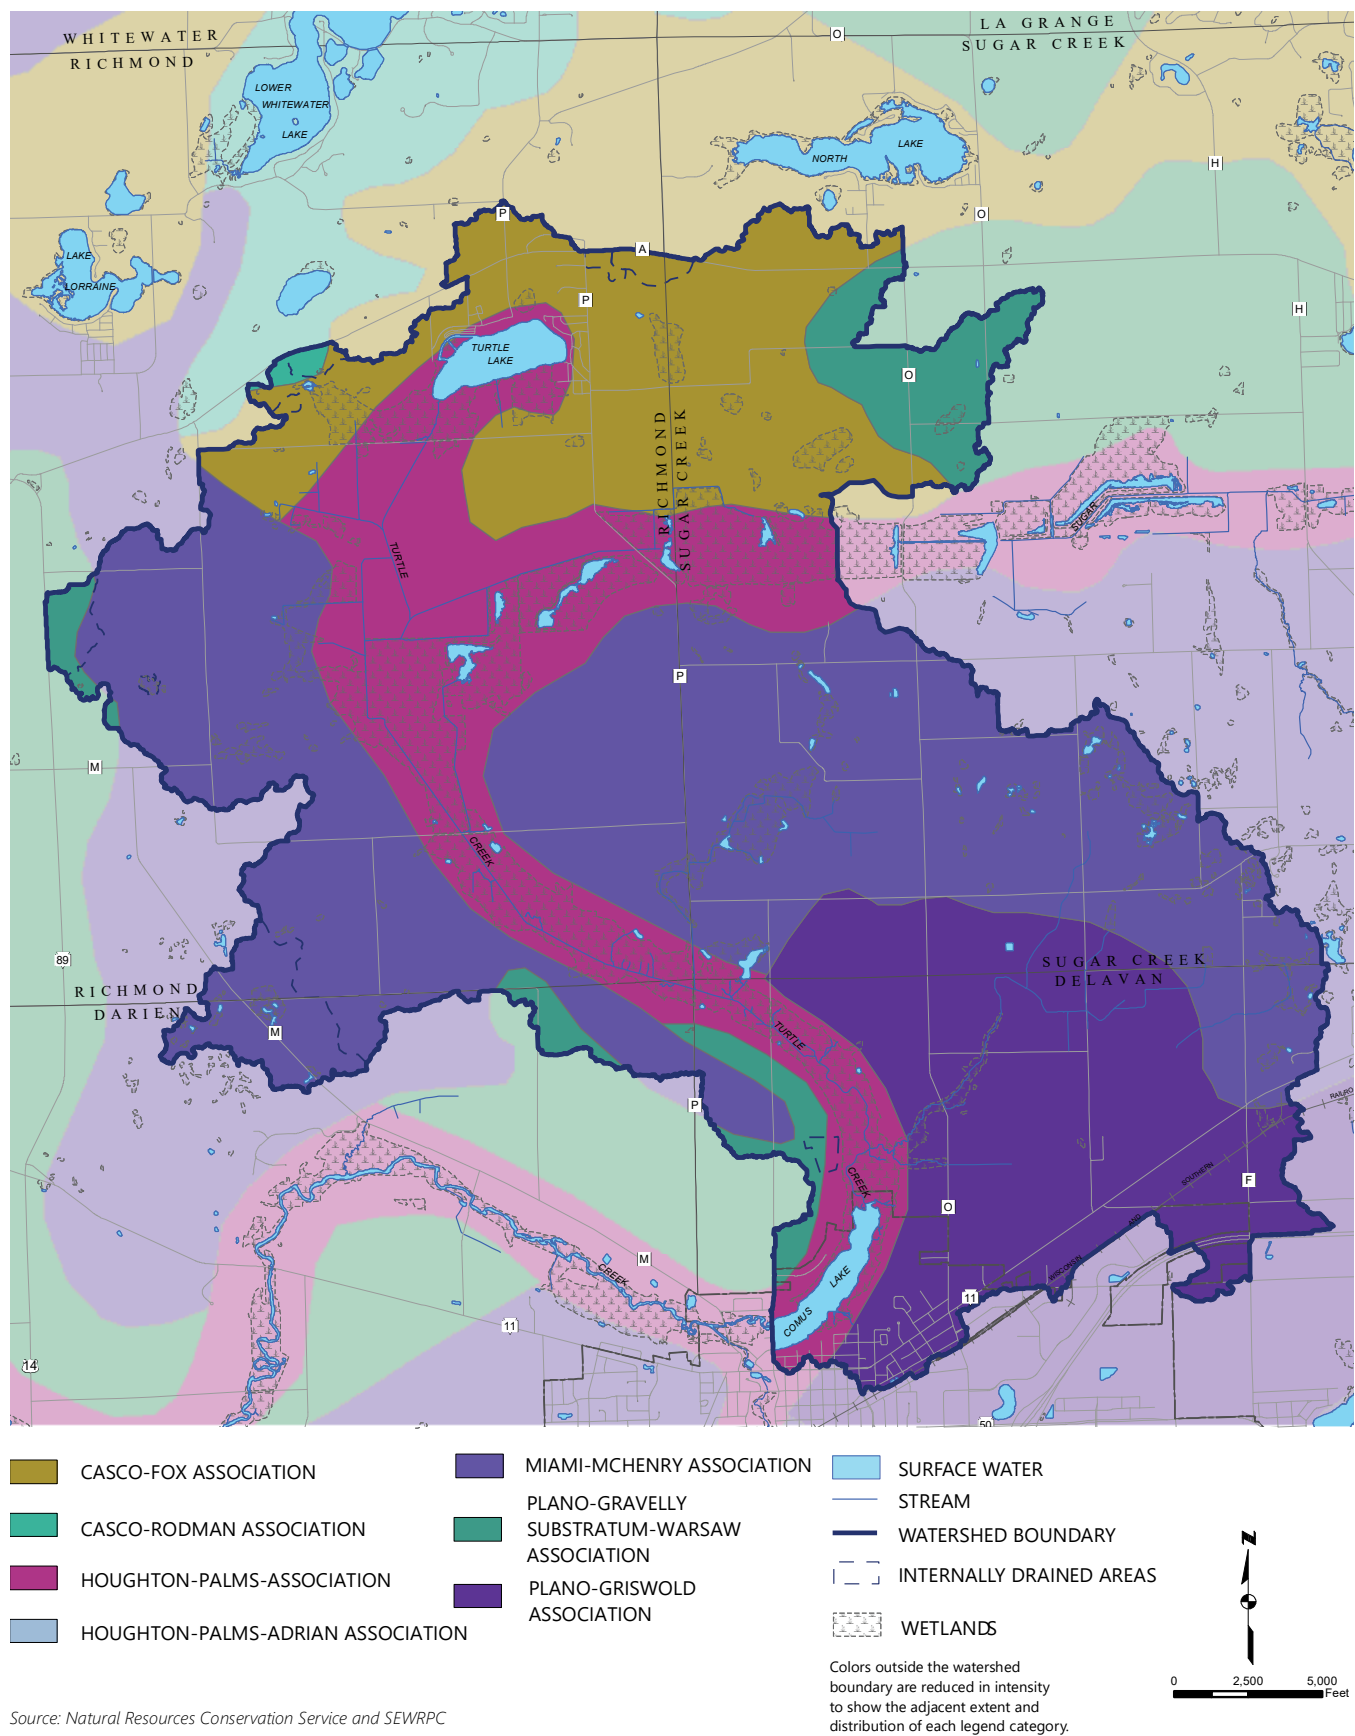 WHITEWATER
RICHMOND
LA GRANGE
SUGAR CREEK
O
LOWER
WHITEWATER
LAKE
NORTH
LAKE
H
P
O
A
LAKE
LORRAINE
P
H
TURTLE
LAKE
O
RICHMOND
SUGAR CREEK
SUGAR
TURTLE
P
M
CREEK
89
SUGAR CREEK
DELAVAN
RICHMOND
DARIEN
M
TURTLE
P
RAILRO
SOUTHERN
AND
WISCONSIN
CREEK
F
O
M
CREEK
LAKE
COMUS
11
11
14
50
CASCO-FOX ASSOCIATION
CASCO-RODMAN ASSOCIATION
HOUGHTON-PALMS-ASSOCIATION
HOUGHTON-PALMS-ADRIAN ASSOCIATION
MIAMI-MCHENRY ASSOCIATION
PLANO-GRAVELLY
SUBSTRATUM-WARSAW
ASSOCIATION
PLANO-GRISWOLD
ASSOCIATION
SURFACE WATER
STREAM
WATERSHED BOUNDARY
INTERNALLY DRAINED AREAS
WETLANDS
Colors outside the watershed
boundary are reduced in intensity
to show the adjacent extent and
distribution of each legend category.
N
0 2,500 5,000
Feet
Source: Natural Resources Conservation Service and SEWRPC